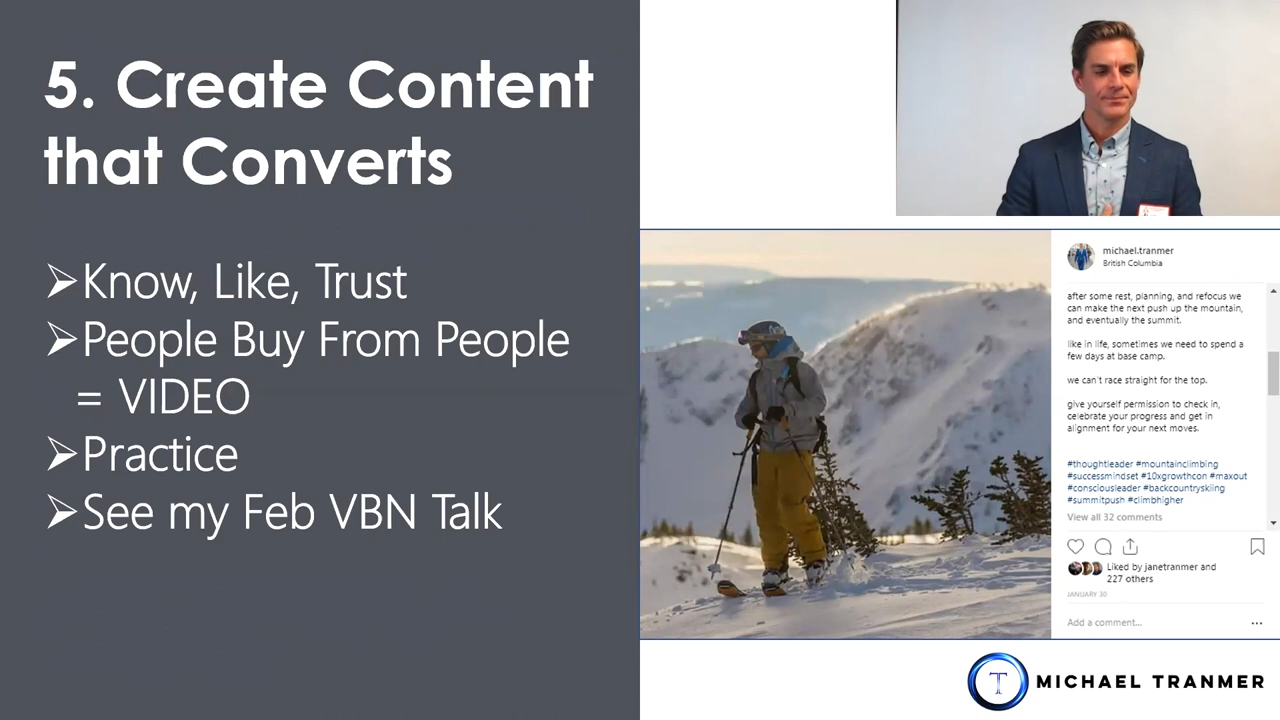 5. Create Content
that Converts
➢Know, Like, Trust
➢People Buy From People
= VIDEO
➢Practice
➢See my Feb VBN Talk
michael.tranmer
British Columbia
after some rest, planning, and refocus we
can make the next push up the mountain,
and eventually the summit.
like in life, sometimes we need to spend a
few days at base camp.
we can't race straight for the top.
give yourself permission to check in,
celebrate your progress and get in
alignment for your next moves.
#thoughtleader #mountainclimbing
#successmindset #10xgrowthcon #maxout
#consciousleader #backcountryskiing
#summitpush #climbhigher
View all 32 comments
Liked by janetranmer and
227 others
JANUARY 30
Add a comment...
T
MICHAEL TRANMER